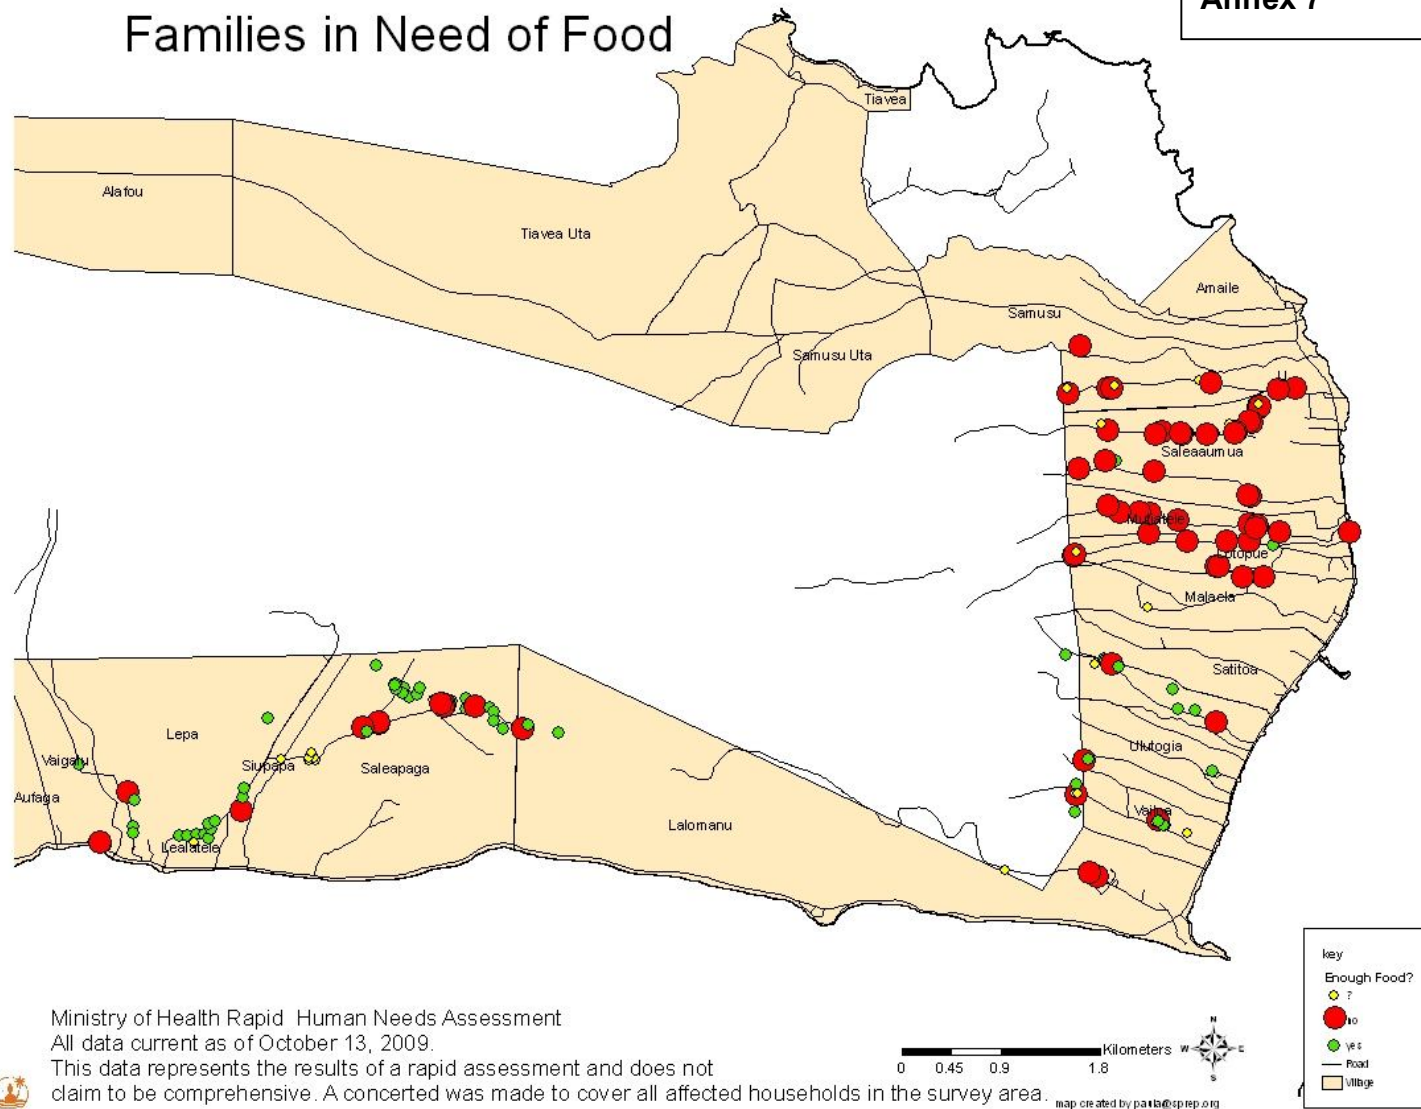 Annex 7
Families in Need of Food
Tiavea
Alafou
Tiavea Uta
Amaile
Samusu
Samusu Uta
Saleaaumua
Malaela
Satitoa
Lepa
Ulutogia
Vaigalu
Siupapa
Saleapaga
Aufaga
Lalomanu
Lealatele
key
Enough Food?
?
no
yes
Road
Village
Ministry of Health Rapid Human Needs Assessment
All data current as of October 13, 2009.
This data represents the results of a rapid assessment and does not
claim to be comprehensive. A concerted was made to cover all affected households in the survey area.
Kilometers
0 0.45 0.9 1.8
N
W E
S
map created by paula@sprep.org